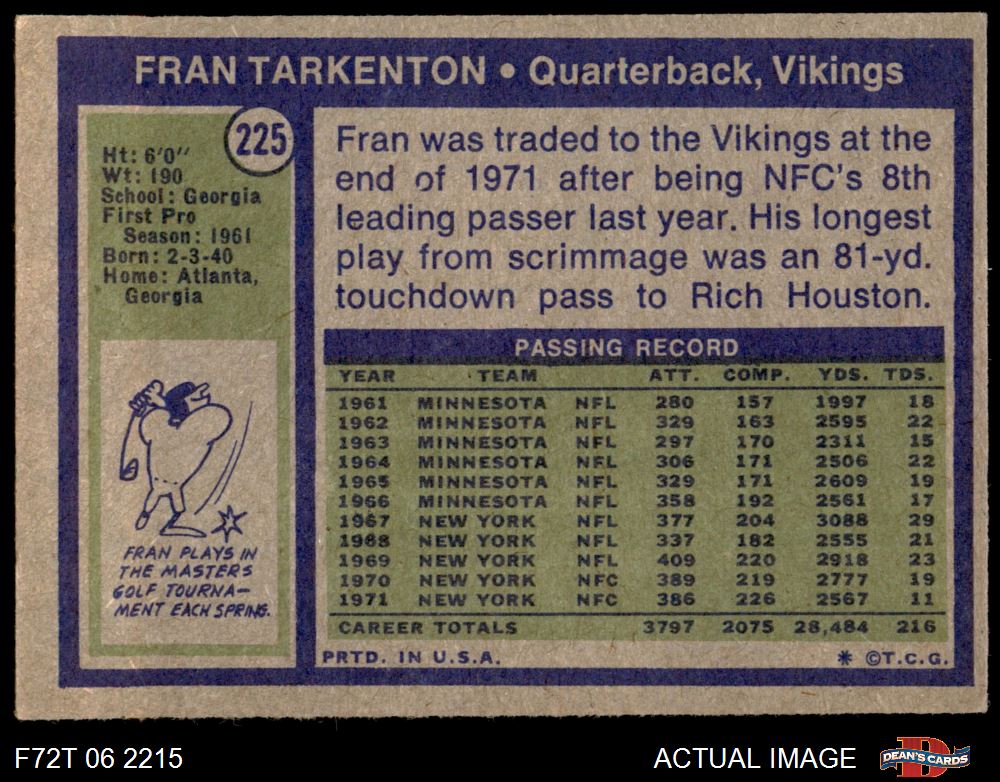 FRAN TARKENTON • Quarterback, Vikings
225
Ht: 6'0"
Wt: 190
School: Georgia
First Pro
Season: 1961
Born: 2-3-40
Home: Atlanta,
Georgia
FRAN PLAYS IN
THE MASTERS
GOLF TOURNA-
MENT EACH SPRING.
Fran was traded to the Vikings at the
end of 1971 after being NFC's 8th
leading passer last year. His longest
play from scrimmage was an 81-yd.
touchdown pass to Rich Houston.
PASSING RECORD
YEAR TEAM ATT. COMP. YDS. TDS.
1961 MINNESOTA NFL 280 157 1997 18
1962 MINNESOTA NFL 329 163 2595 22
1963 MINNESOTA NFL 297 170 2311 15
1964 MINNESOTA NFL 306 171 2506 22
1965 MINNESOTA NFL 329 171 2609 19
1966 MINNESOTA NFL 358 192 2561 17
1967 NEW YORK NFL 377 204 3088 29
1968 NEW YORK NFL 337 182 2555 21
1969 NEW YORK NFL 409 220 2918 23
1970 NEW YORK NFC 389 219 2777 19
1971 NEW YORK NFC 386 226 2567 11
CAREER TOTALS 3797 2075 28,484 216
PRTD. IN U.S.A. * ©T.C.G.
F72T 06 2215 ACTUAL IMAGE DEAN'S CARDS